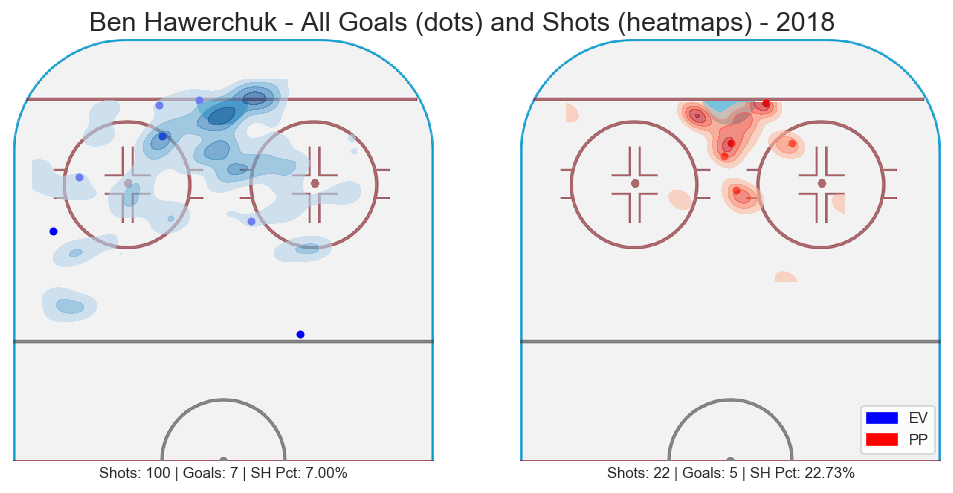 Ben Hawerchuk - All Goals (dots) and Shots (heatmaps) - 2018
EV
PP
Shots: 100 | Goals: 7 | SH Pct: 7.00%
Shots: 22 | Goals: 5 | SH Pct: 22.73%